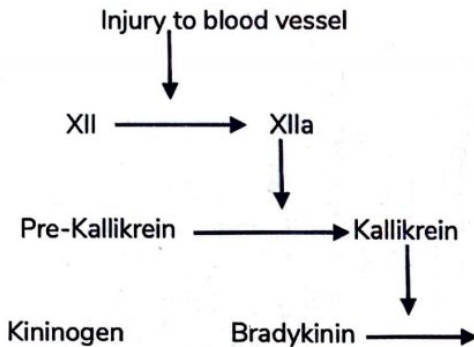 Injury to blood vessel
XII XIIa
Pre-Kallikrein Kallikrein
Kininogen Bradykinin